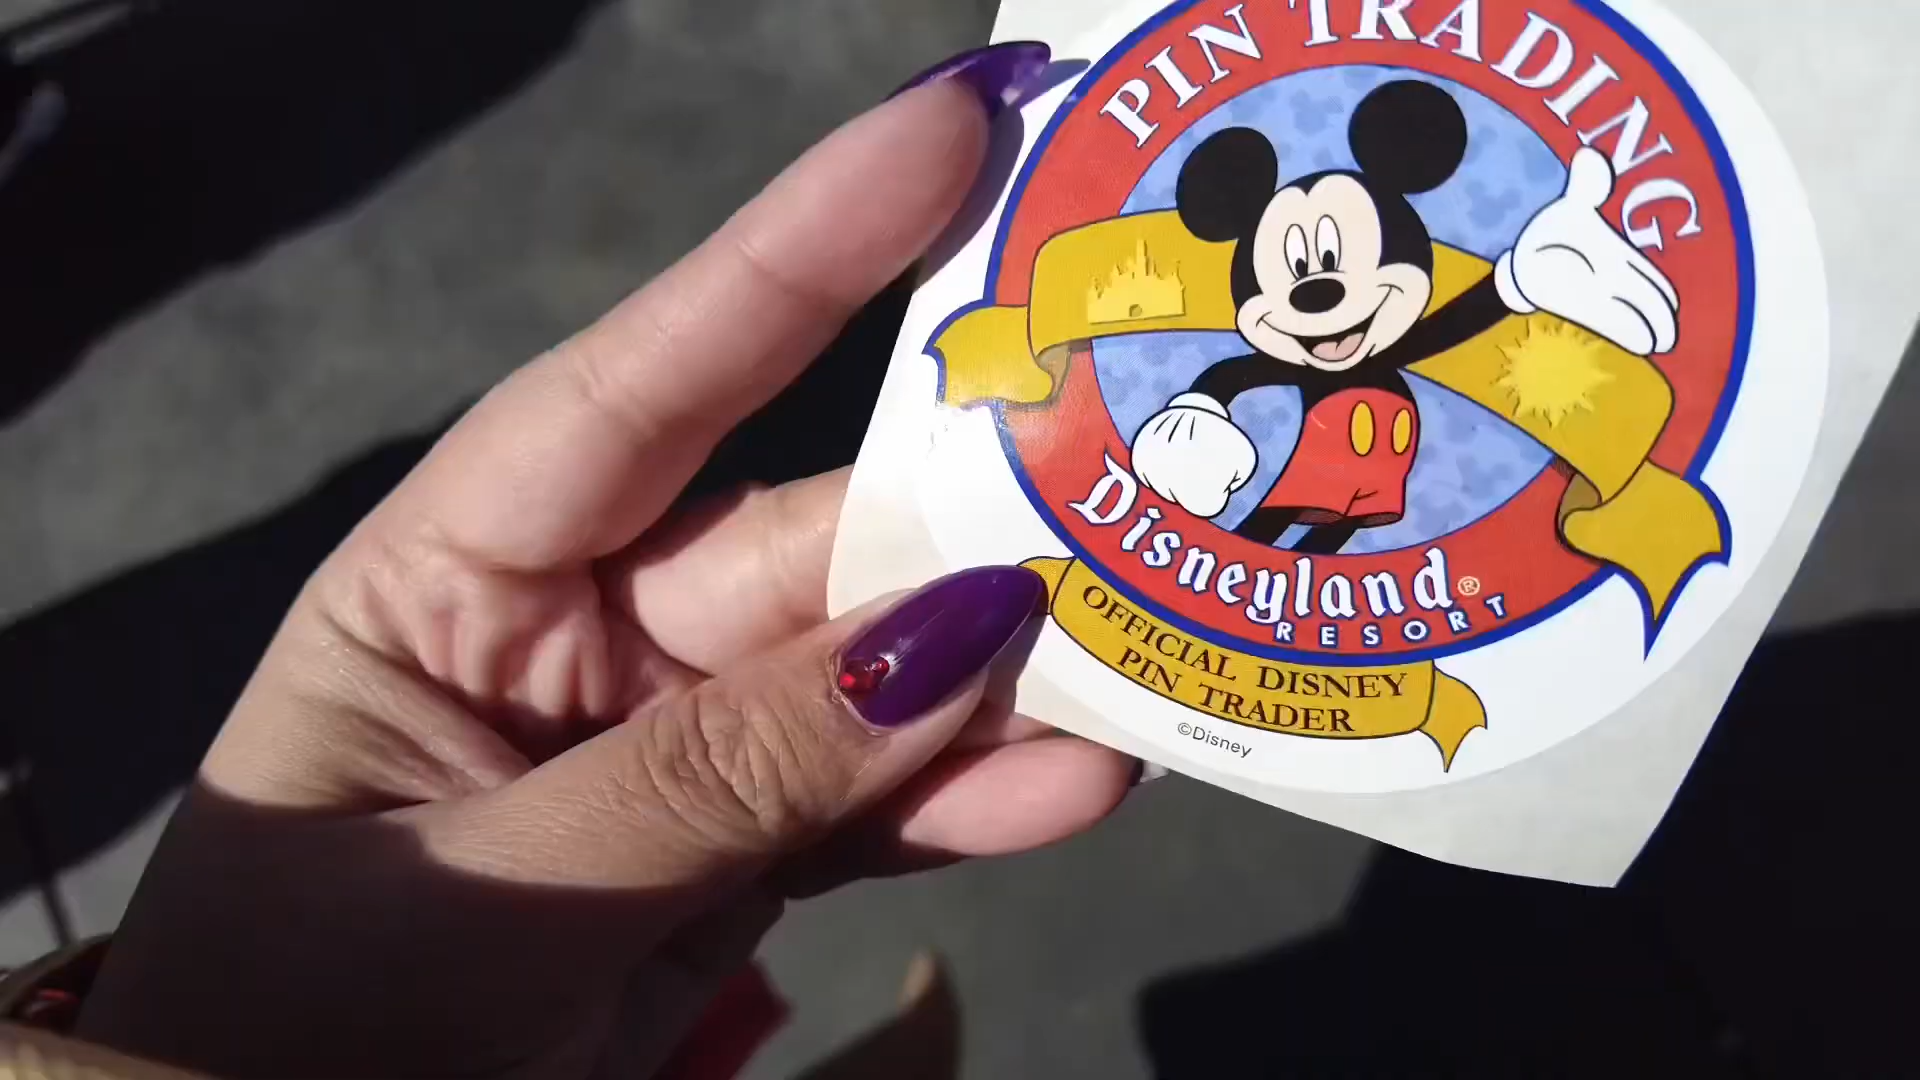 PIN TRADING
Disneyland®
RESORT
OFFICIAL DISNEY
PIN TRADER
©Disney